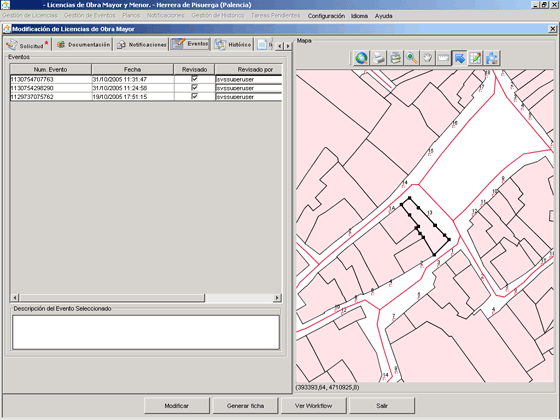 - Licencias de Obra Mayor y Menor. - Herrera de Pisuerga (Palencia)
Gestión de Licencias Gestión de Eventos Planos Gestión de Histórico Tareas Pendientes Configuración Idioma Ayuda
Modificación de Licencias de Obra Mayor
Solicitud* Documentación Notificaciones Eventos Histórico
Mapa
Eventos
Num. Evento Fecha Revisado Revisado por
1130754707763 31/10/2005 11:31:47 svssuperuser
1130754298290 31/10/2005 11:24:58 svssuperuser
1129737075762 19/10/2005 17:51:15 svssuperuser
Descripción del Evento Seleccionado
(393393,64, 4710925,8)
Modificar Generar ficha Ver Workflow Salir